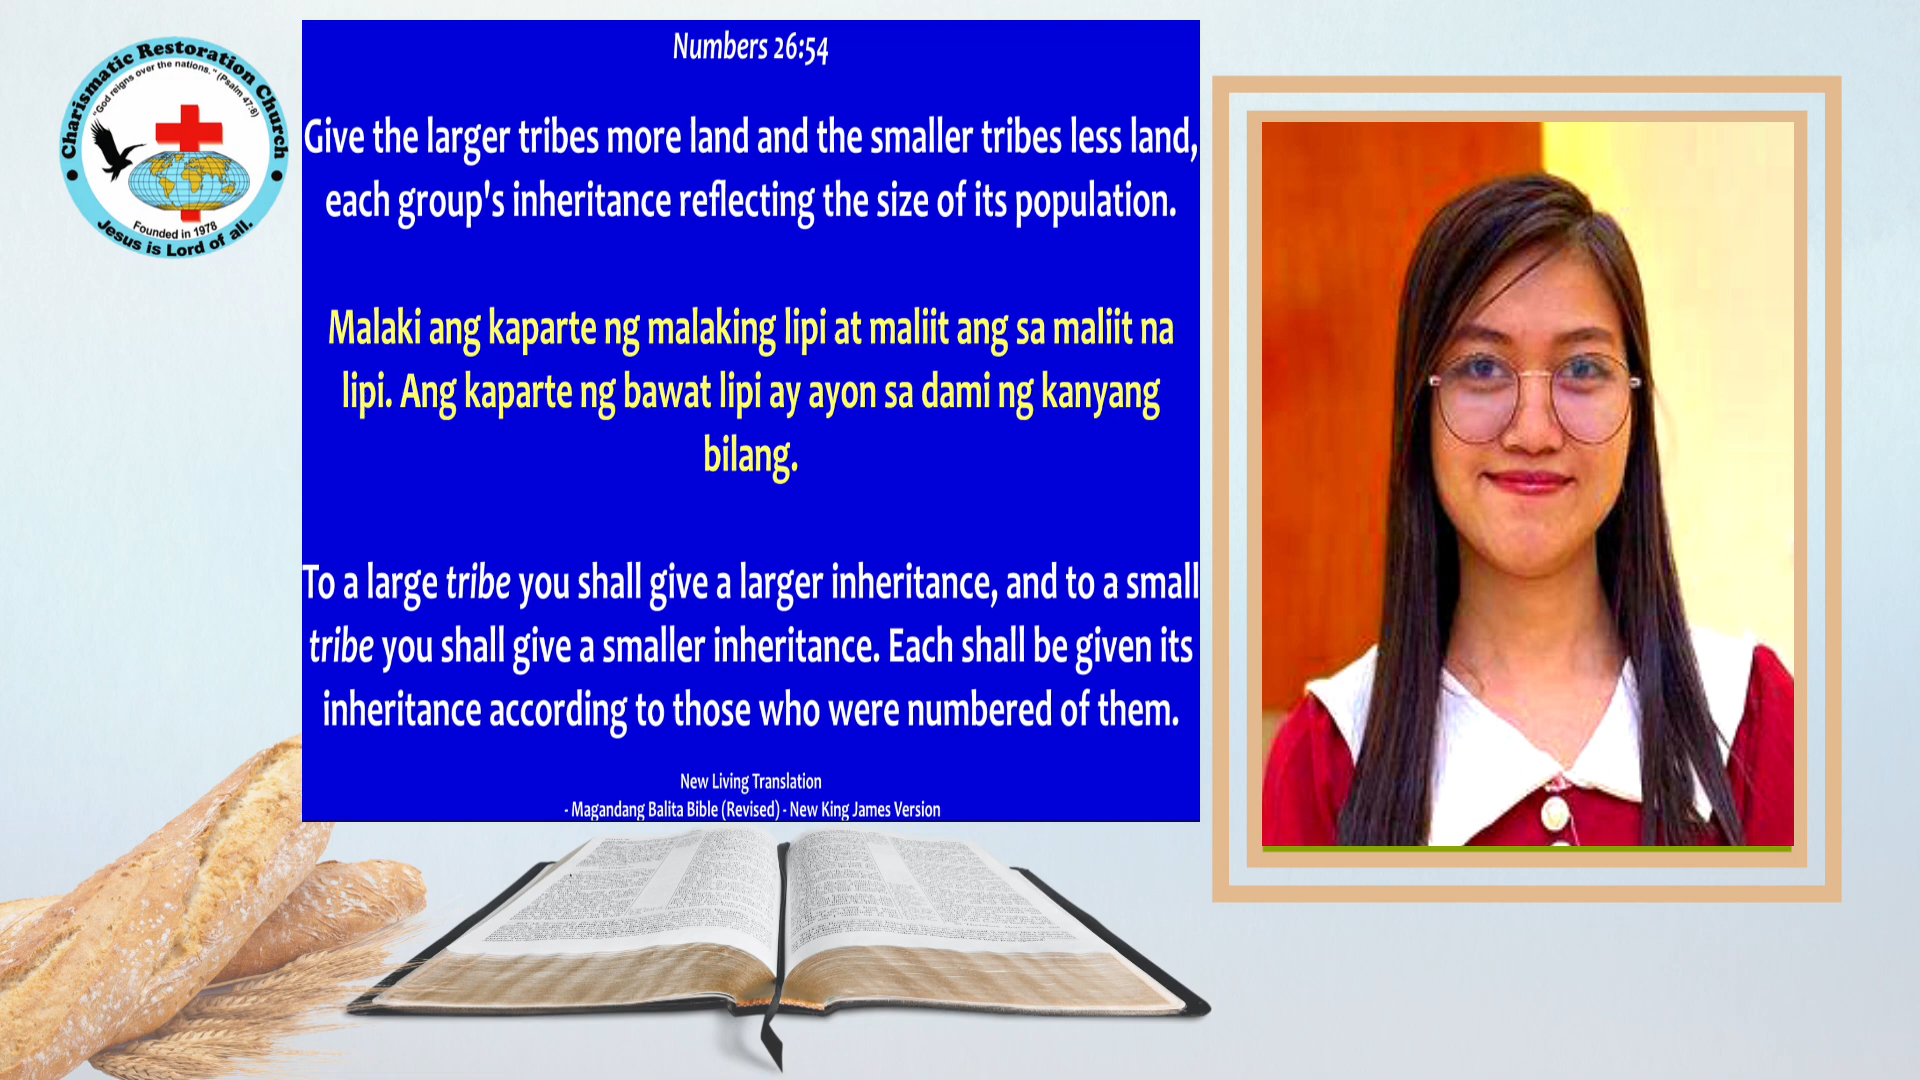 Charismatic Restoration Church
"God reigns over the nations." (Psalm 47:8)
Founded in 1978
Jesus is Lord of all.
Numbers 26:54
Give the larger tribes more land and the smaller tribes less land,
each group's inheritance reflecting the size of its population.
Malaki ang kaparte ng malaking lipi at maliit ang sa maliit na
lipi. Ang kaparte ng bawat lipi ay ayon sa dami ng kanyang
bilang.
To a large tribe you shall give a larger inheritance, and to a small
tribe you shall give a smaller inheritance. Each shall be given its
inheritance according to those who were numbered of them.
New Living Translation
- Magandang Balita Bible (Revised) - New King James Version